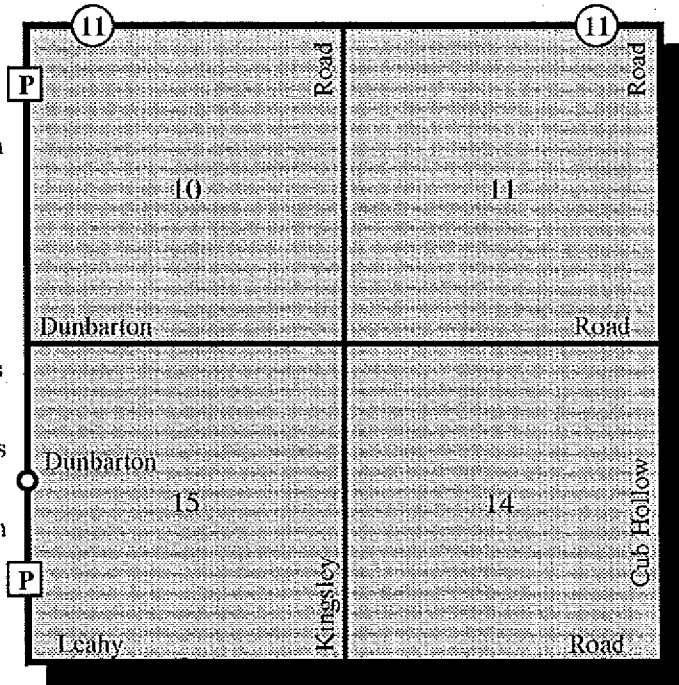 11 11
P Road Road
n
10 11
Dunbarton Road
s
Dunbarton
s
15 14
n
P Kingsley Cub Hollow
Leahy Road